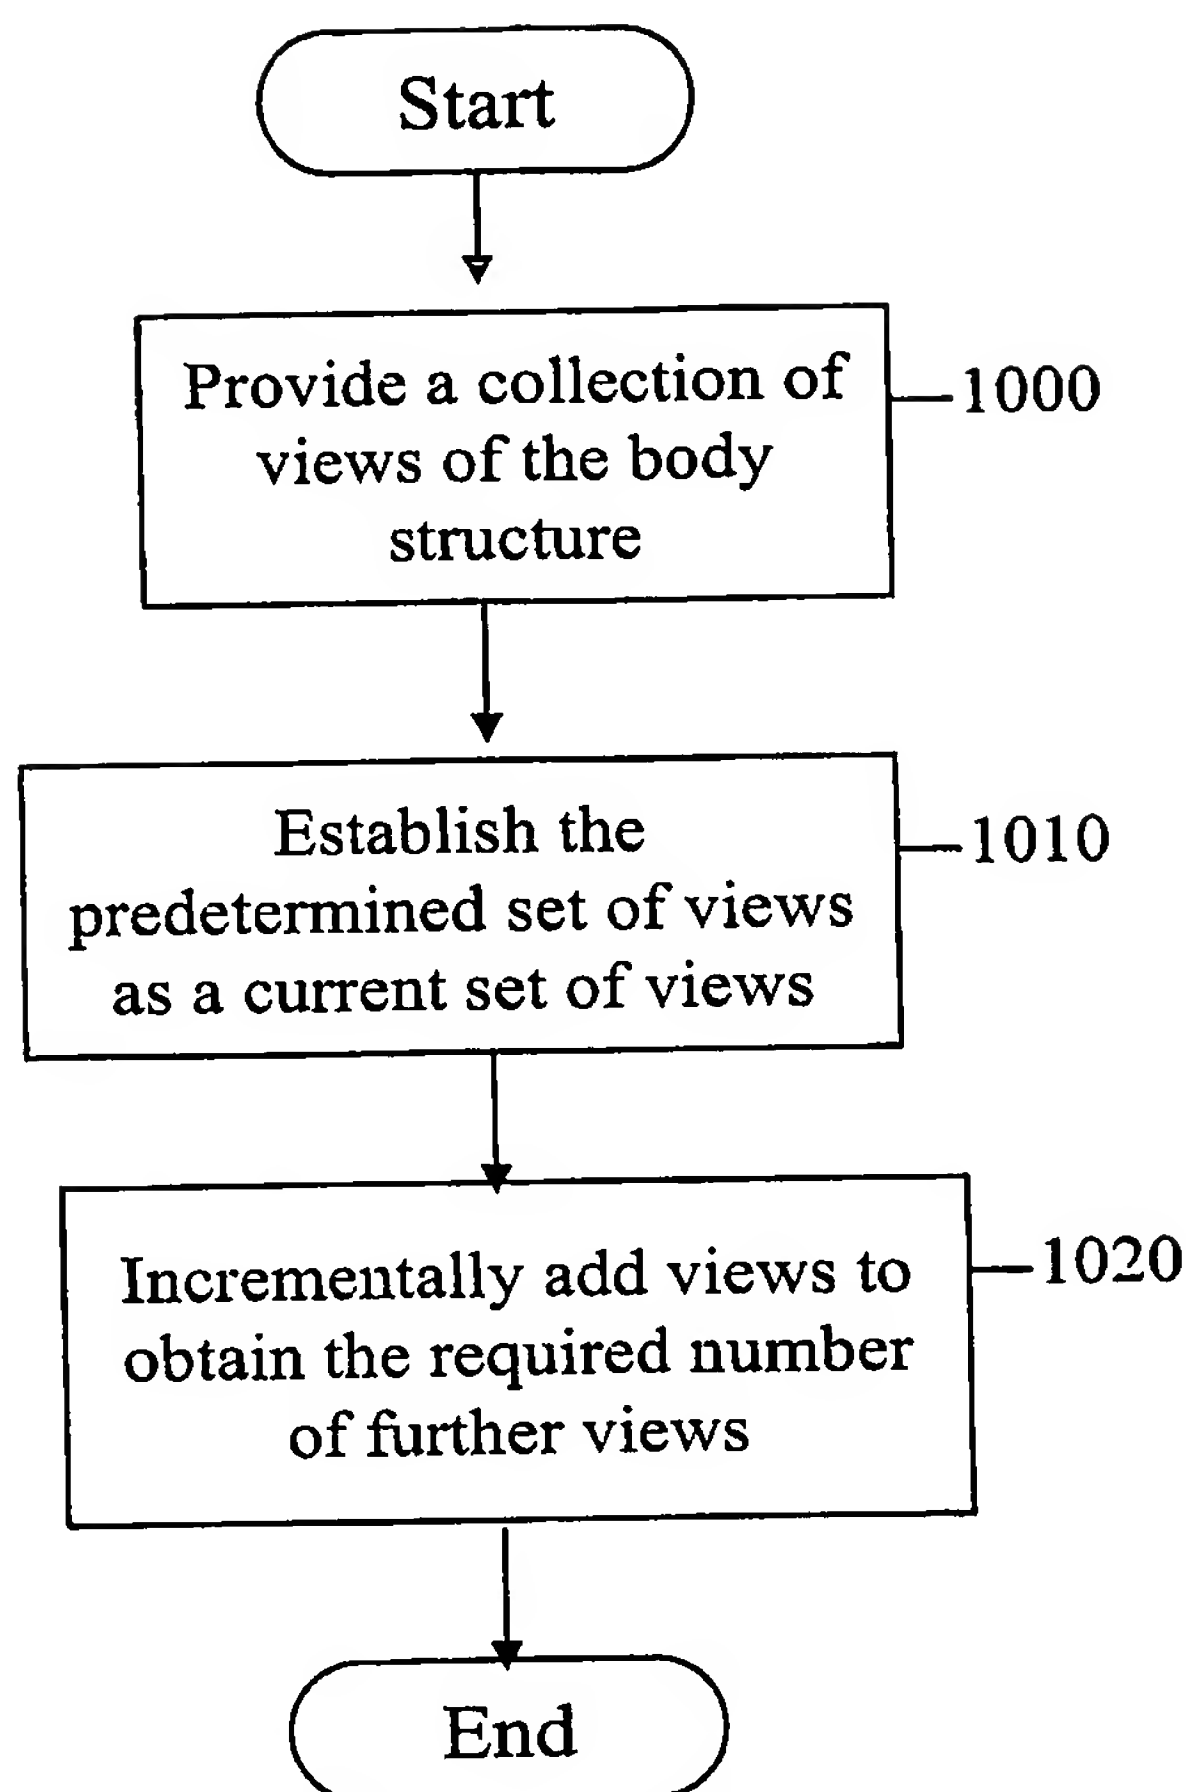 Start
Provide a collection of
views of the body
structure
1000
Establish the
predetermined set of views
as a current set of views
1010
Incrementally add views to
obtain the required number
of further views
1020
End